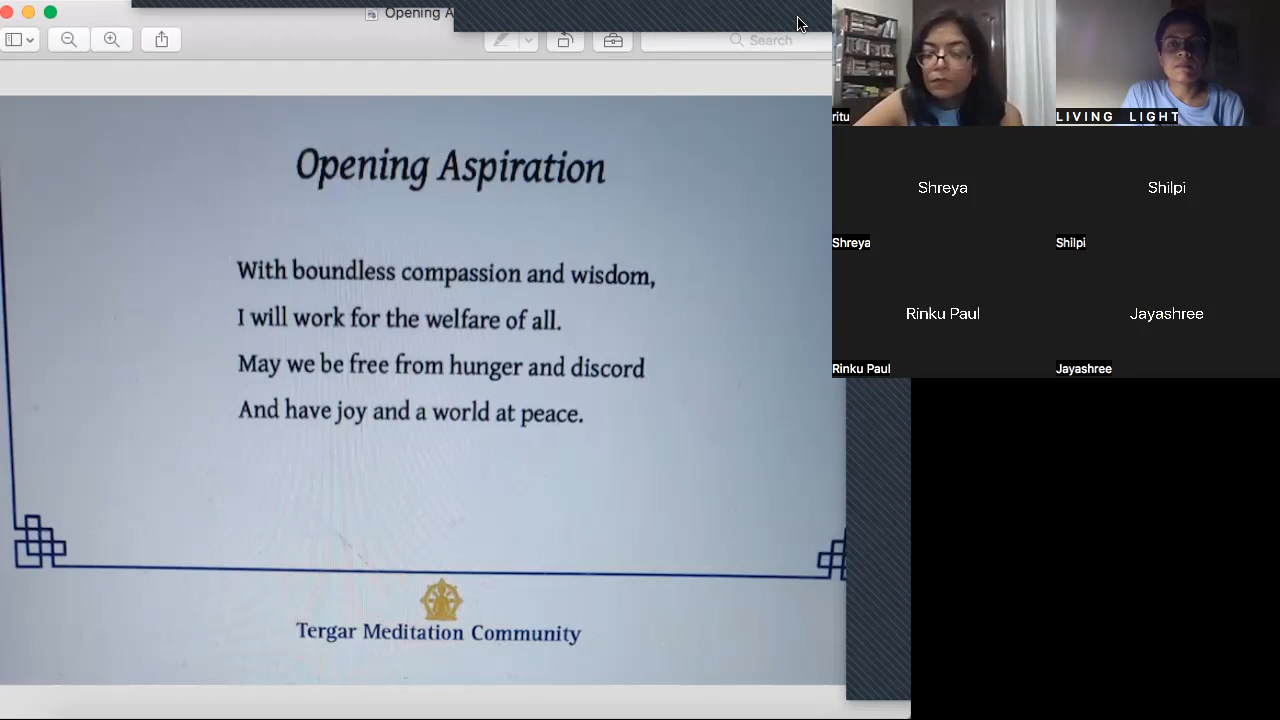 Opening A
Search
Opening Aspiration
With boundless compassion and wisdom,
I will work for the welfare of all.
May we be free from hunger and discord
And have joy and a world at peace.
Tergar Meditation Community
ritu
LIVING LIGHT
Shreya
Shilpi
Shreya
Shilpi
Rinku Paul
Jayashree
Rinku Paul
Jayashree